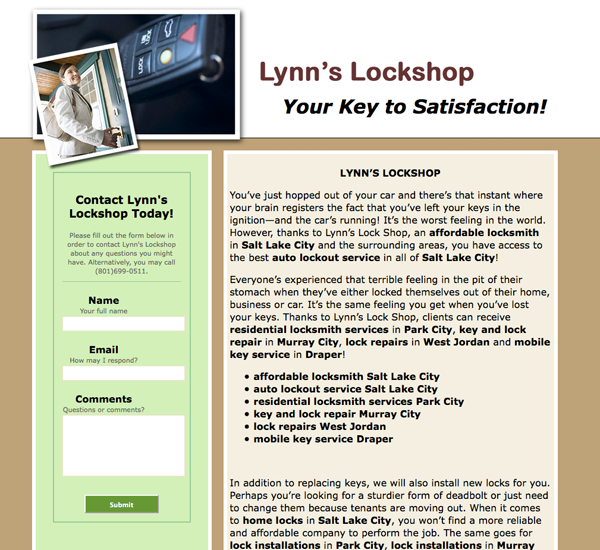 Lynn's Lockshop
Your Key to Satisfaction!
Contact Lynn's
Lockshop Today!
Please fill out the form below in
order to contact Lynn's Lockshop
about any questions you might
have. Alternatively, you may call
(801)699-0511.
Name
Your full name
Email
How may I respond?
Comments
Questions or comments?
Submit
LYNN'S LOCKSHOP
You've just hopped out of your car and there's that instant where
your brain registers the fact that you've left your keys in the
ignition—and the car's running! It's the worst feeling in the world.
However, thanks to Lynn's Lock Shop, an affordable locksmith
in Salt Lake City and the surrounding areas, you have access to
the best auto lockout service in all of Salt Lake City!
Everyone's experienced that terrible feeling in the pit of their
stomach when they've either locked themselves out of their home,
business or car. It's the same feeling you get when you've lost
your keys. Thanks to Lynn's Lock Shop, clients can receive
residential locksmith services in Park City, key and lock
repair in Murray City, lock repairs in West Jordan and mobile
key service in Draper!
• affordable locksmith Salt Lake City
• auto lockout service Salt Lake City
• residential locksmith services Park City
• key and lock repair Murray City
• lock repairs West Jordan
• mobile key service Draper
In addition to replacing keys, we will also install new locks for you.
Perhaps you're looking for a sturdier form of deadbolt or just need
to change them because tenants are moving out. When it comes
to home locks in Salt Lake City, you won't find a more reliable
and affordable company to perform the job. The same goes for
lock installations in Park City, lock installations in Murray